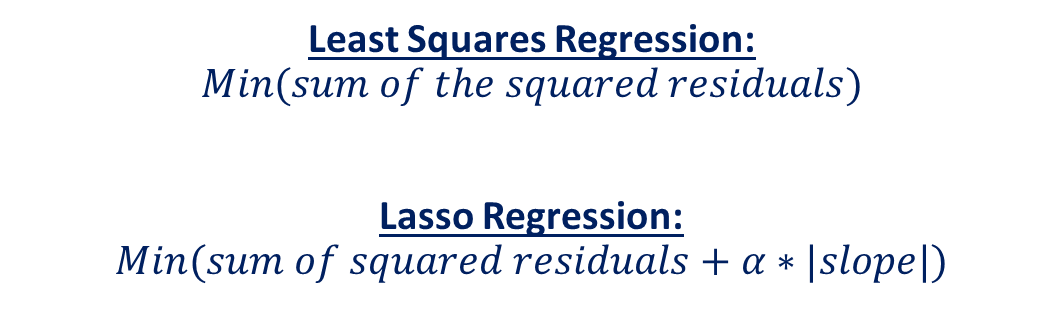 Least Squares Regression:
Min(sum of the squared residuals)
Lasso Regression:
Min(sum of squared residuals + α * |slope|)